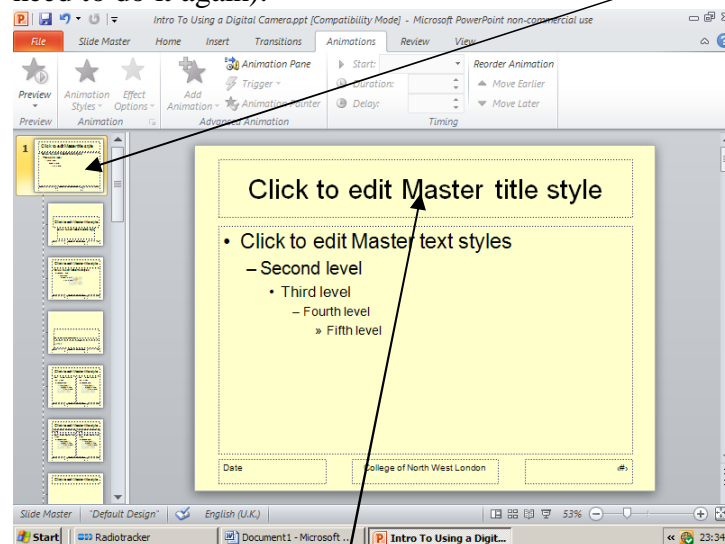 need to do it again).
Intro To Using a Digital Camera.ppt [Compatibility Mode] - Microsoft PowerPoint non-commercial use
File Slide Master Home Insert Transitions Animations Review View
Preview
Animation Styles
Effect Options
Add Animation
Animation Pane
Trigger
Animation Painter
Start:
Duration:
Delay:
Reorder Animation
Move Earlier
Move Later
Preview Animation Advanced Animation Timing
1
Click to edit Master title style
• Click to edit Master text styles
– Second level
• Third level
– Fourth level
» Fifth level
Date College of North West London ‹#›
Slide Master "Default Design" English (U.K.) 53%
Start Radiotracker Document1 - Microsoft ... Intro To Using a Digit... « 23:34